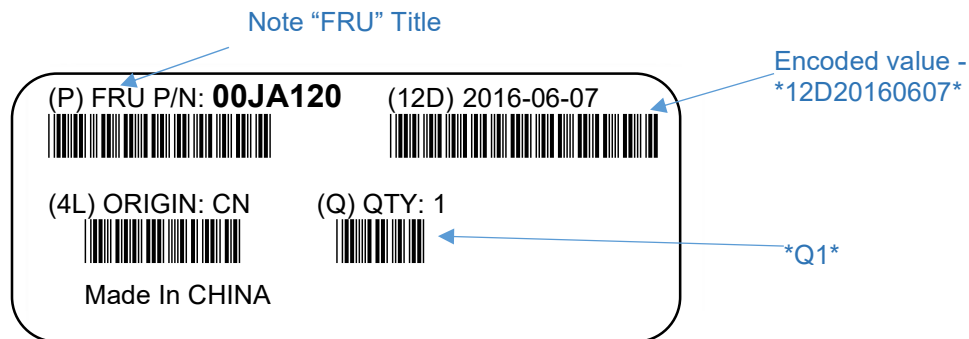 Note “FRU” Title
Encoded value -
*12D20160607*
(P) FRU P/N: 00JA120
(12D) 2016-06-07
(4L) ORIGIN: CN
(Q) QTY: 1
*Q1*
Made In CHINA